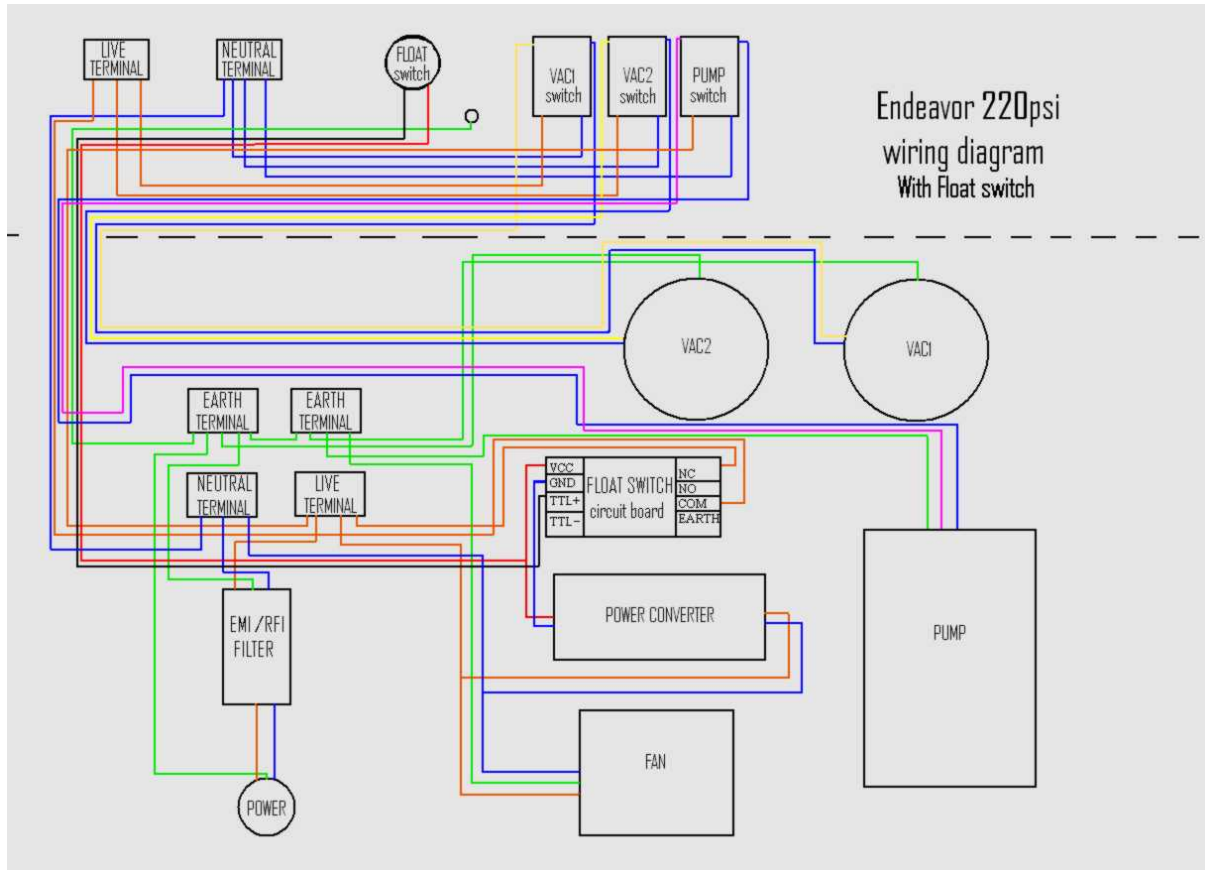 LIVE
TERMINAL
NEUTRAL
TERMINAL
FLOAT
switch
VAC1
switch
VAC2
switch
PUMP
switch
Endeavor 220psi
wiring diagram
With Float switch
VAC2
VAC1
EARTH
TERMINAL
EARTH
TERMINAL
NEUTRAL
TERMINAL
LIVE
TERMINAL
VCC
GND
TTL+
TTL-
FLOAT SWITCH
circuit board
NC
NO
COM
EARTH
EMI/RFI
FILTER
POWER CONVERTER
PUMP
FAN
POWER